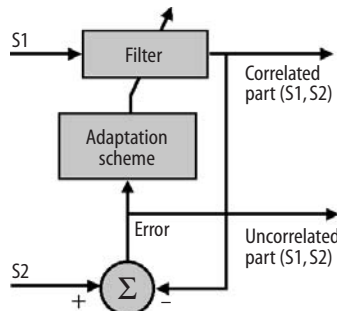 S1
Filter
Correlated
part (S1, S2)
Adaptation
scheme
Error
Uncorrelated
part (S1, S2)
S2
+
Σ
−